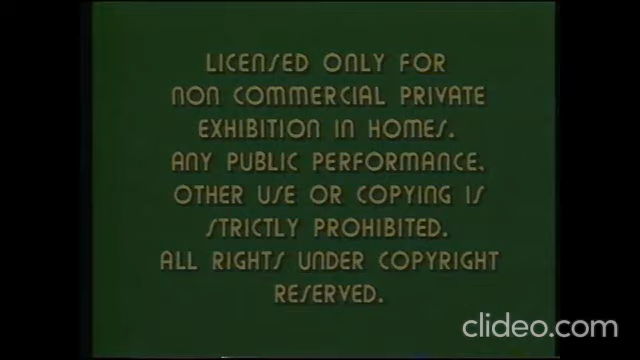 LICENSED ONLY FOR
NON COMMERCIAL PRIVATE
EXHIBITION IN HOMES.
ANY PUBLIC PERFORMANCE.
OTHER USE OR COPYING IS
STRICTLY PROHIBITED.
ALL RIGHTS UNDER COPYRIGHT
RESERVED.
clideo.com